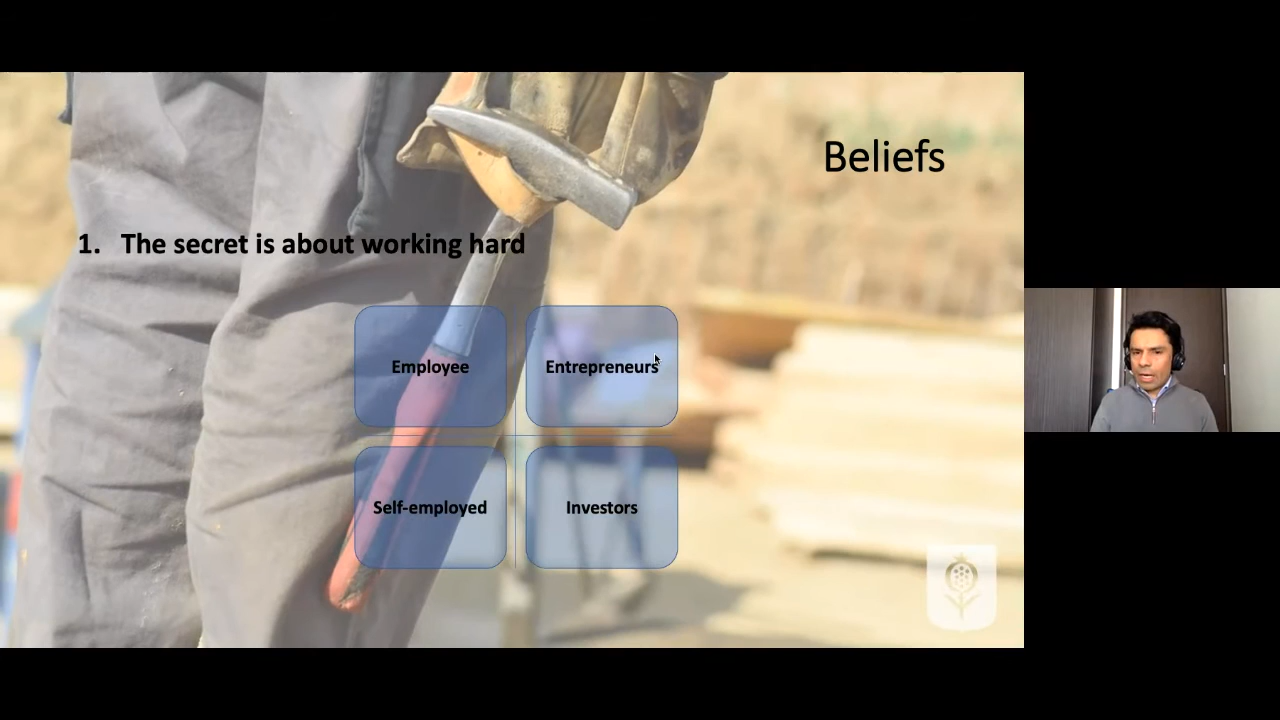 Beliefs
1. The secret is about working hard
Employee
Entrepreneurs
Self-employed
Investors